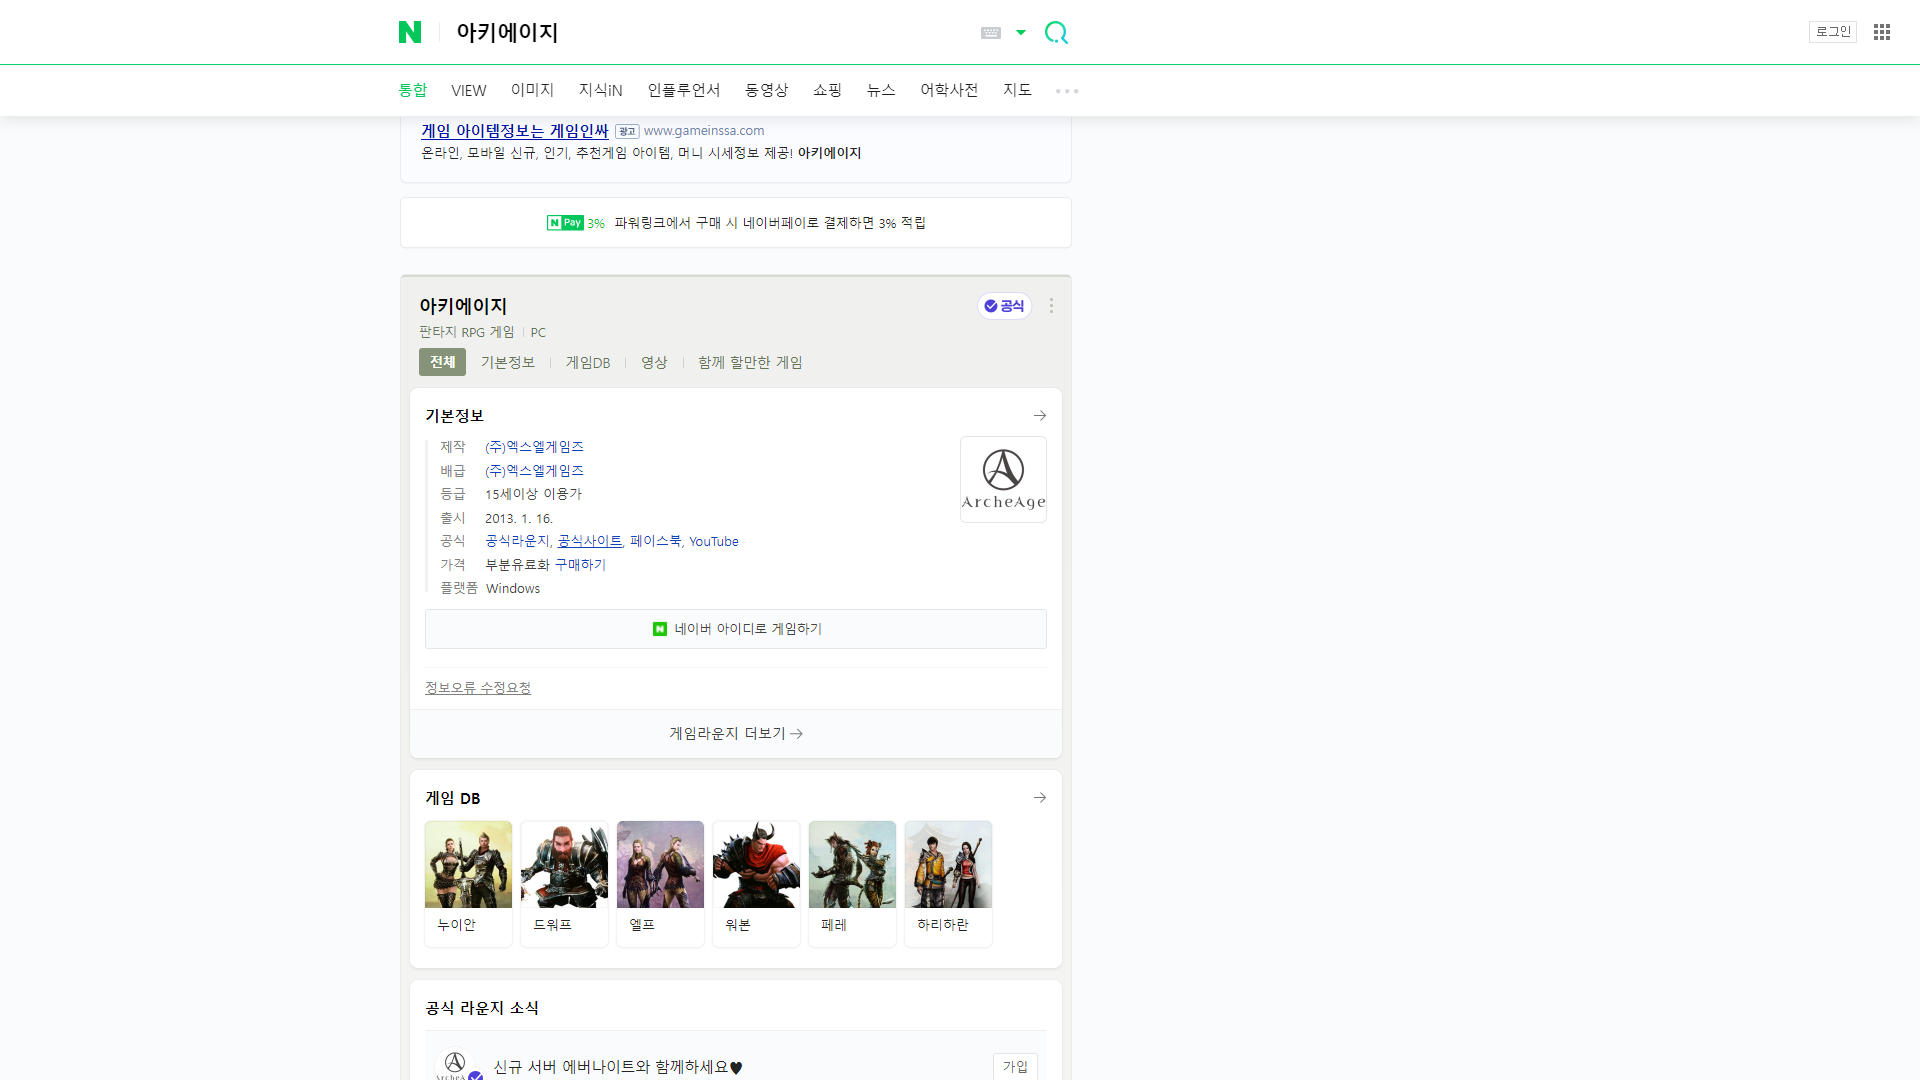 아키에이지
로그인
통합 VIEW 이미지 지식iN 인플루언서 동영상 쇼핑 뉴스 어학사전 지도
게임 아이템정보는 게임인싸 광고 www.gameinssa.com
온라인, 모바일 신규, 인기, 추천게임 아이템, 머니 시세정보 제공! 아키에이지
N Pay 3% 파워링크에서 구매 시 네이버페이로 결제하면 3% 적립
아키에이지
공식
판타지 RPG 게임 PC
전체 기본정보 게임DB 영상 함께 할만한 게임
기본정보
제작 (주)엑스엘게임즈
배급 (주)엑스엘게임즈
등급 15세이상 이용가
출시 2013. 1. 16.
공식 공식라운지, 공식사이트, 페이스북, YouTube
가격 부분유료화 구매하기
플랫폼 Windows
ArcheAge
네이버 아이디로 게임하기
정보오류 수정요청
게임라운지 더보기
게임 DB
누이안 드워프 엘프 워본 페레 하리하란
공식 라운지 소식
신규 서버 에버나이트와 함께하세요♥
가입